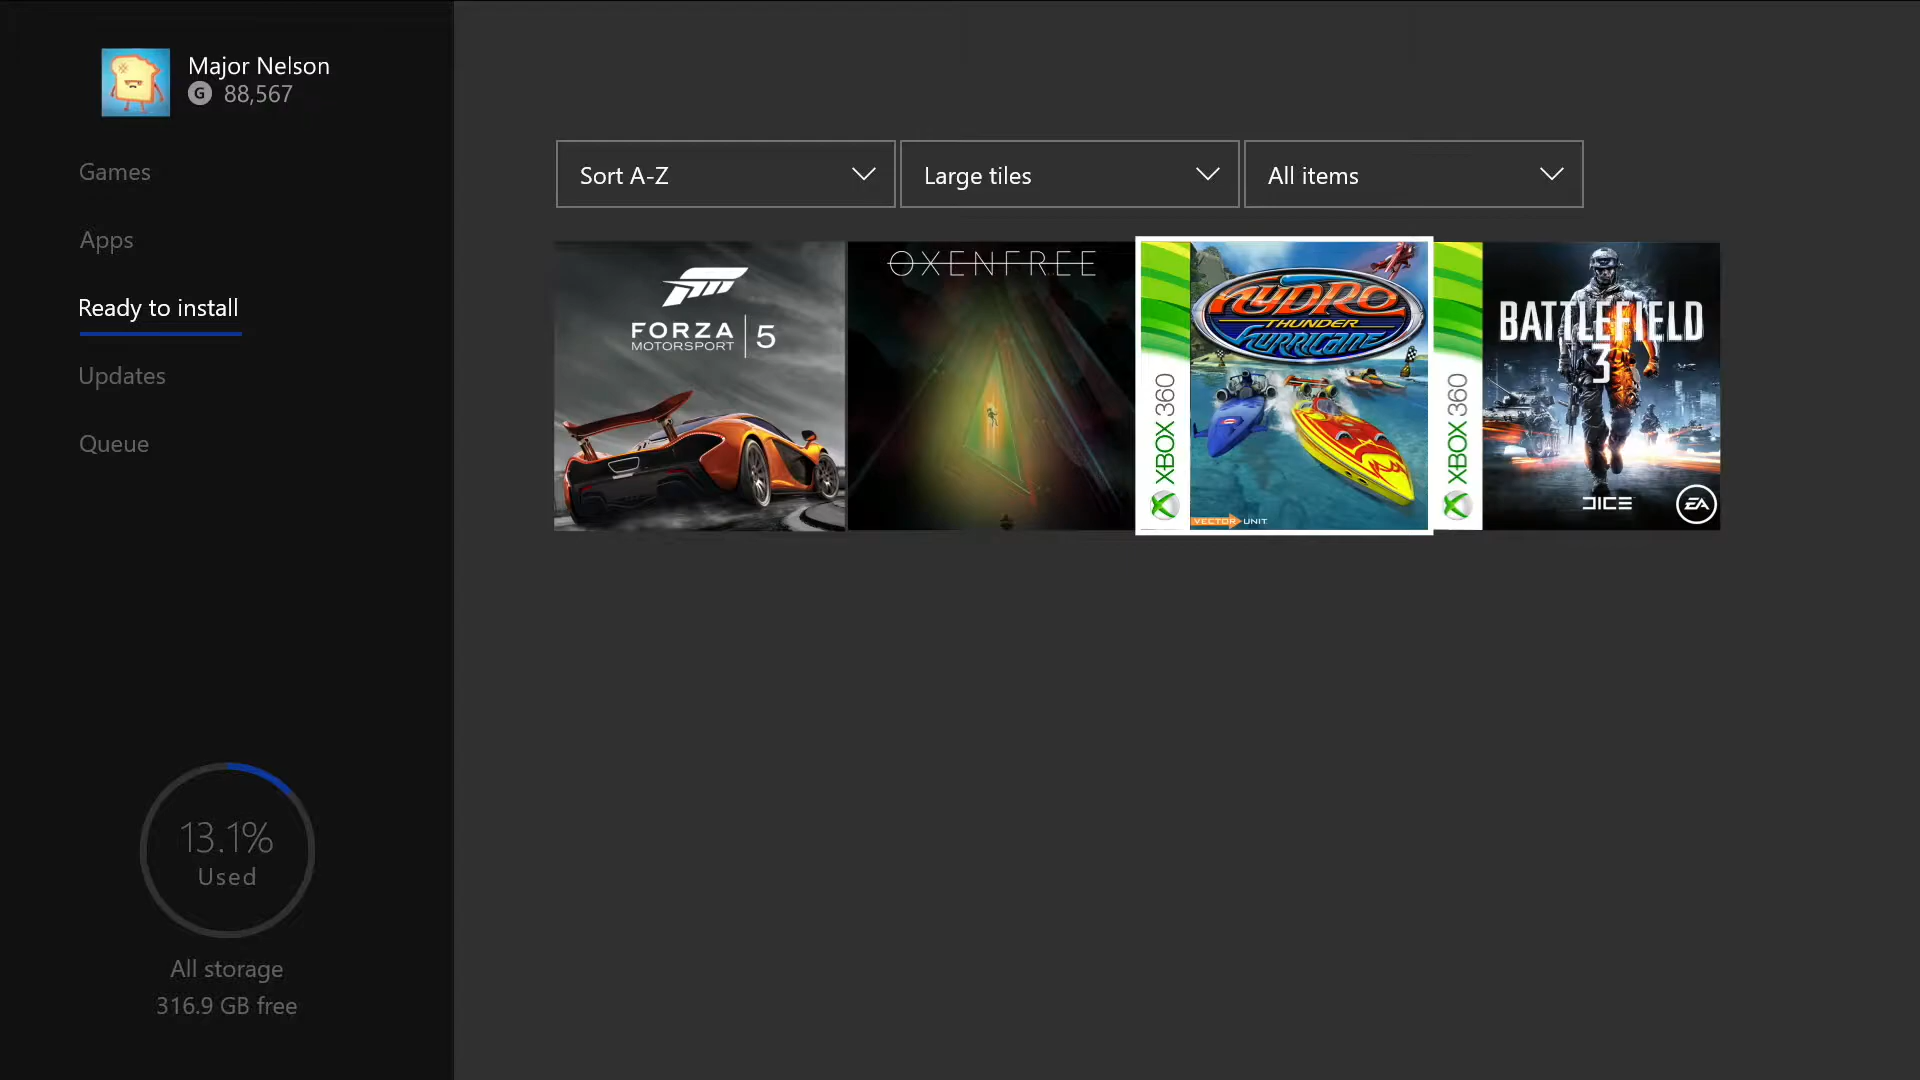 Major Nelson
G 88,567
Games
Apps
Ready to install
Updates
Queue
13.1%
Used
All storage
316.9 GB free
Sort A-Z
Large tiles
All items
FORZA
MOTORSPORT 5
OXENFREE
XBOX 360
HYDRO
THUNDER
HURRICANE
VECTOR UNIT
XBOX 360
BATTLEFIELD
3
DICE
EA